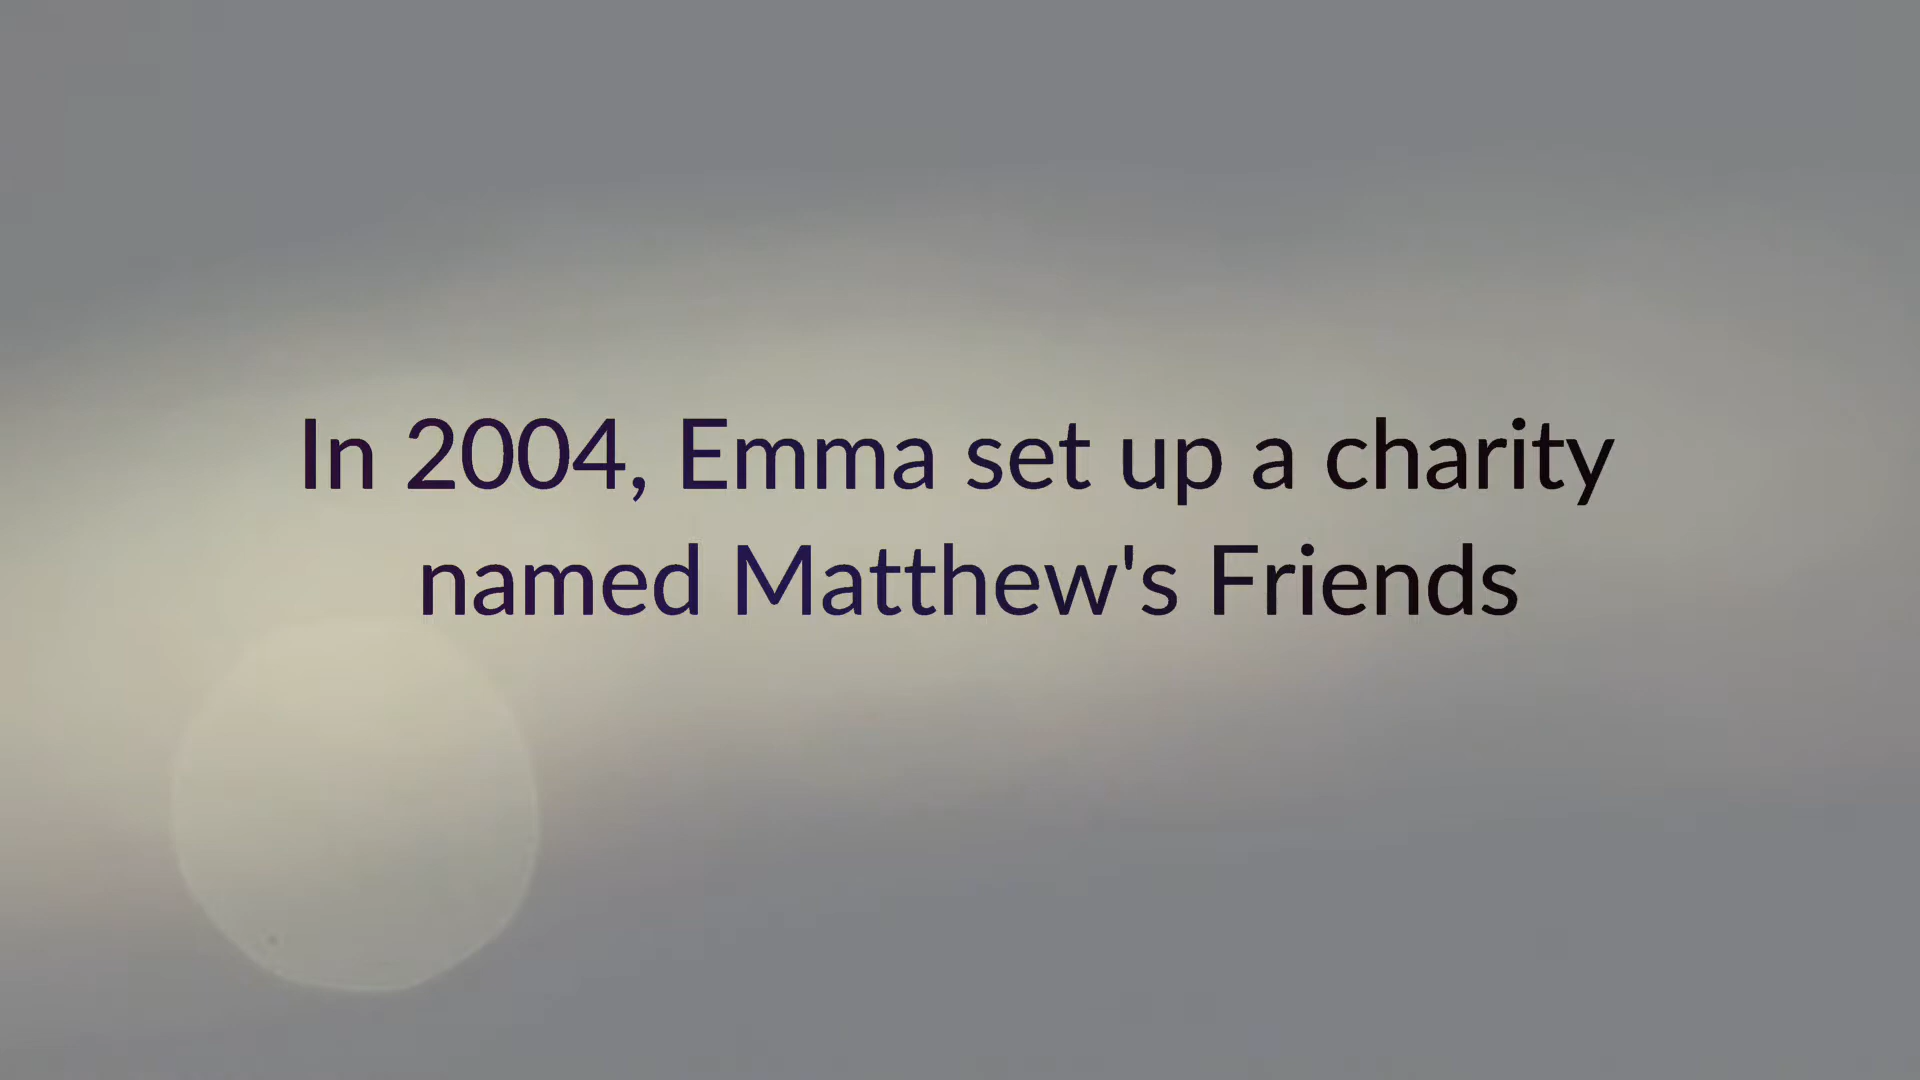 In 2004, Emma set up a charity
named Matthew's Friends